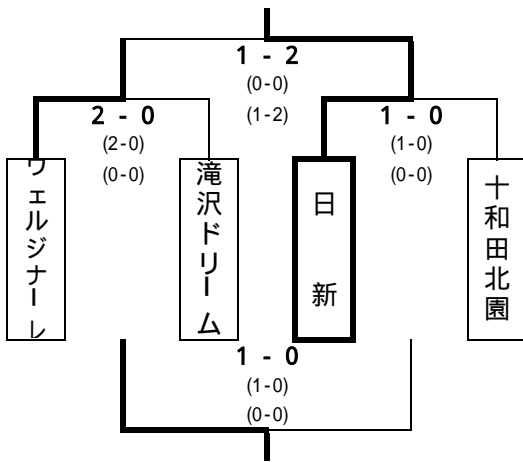 1 - 2
(0-0)
(1-2)
2 - 0
(2-0)
(0-0)
1 - 0
(1-0)
(0-0)
ヴェルジナーレ
滝沢ドリーム
日新
十和田北園
1 - 0
(1-0)
(0-0)